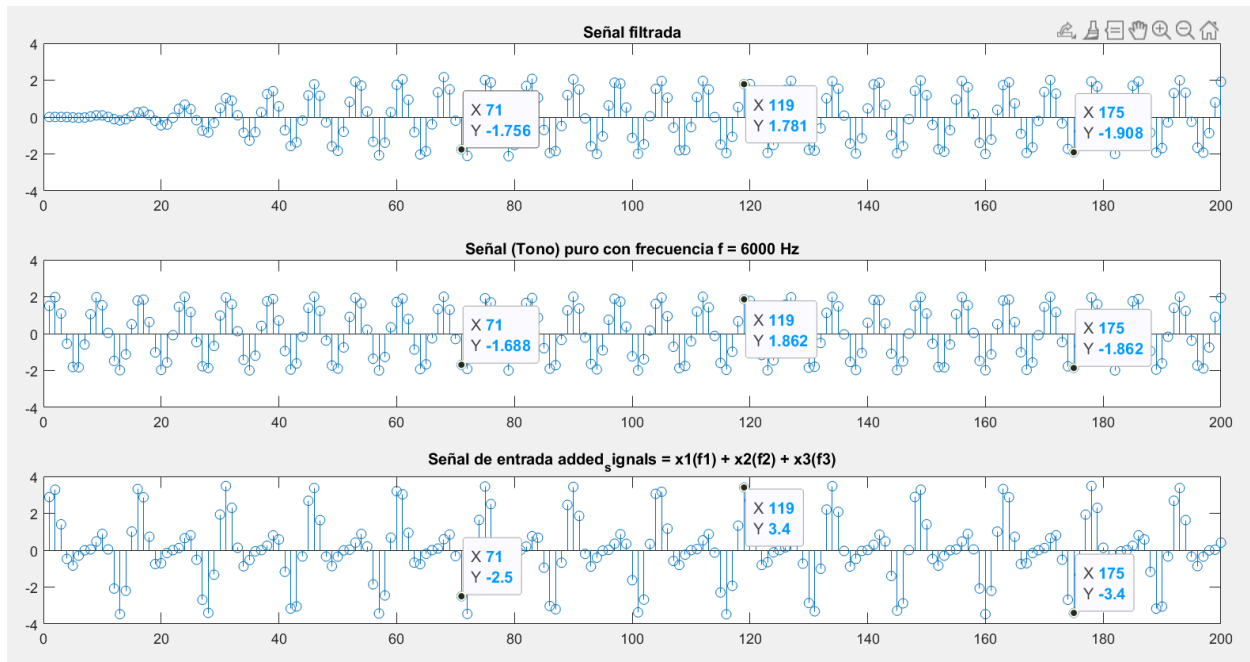 Señal filtrada
4
2
0
-2
-4
X 71
Y -1.756
X 119
Y 1.781
X 175
Y -1.908
0 20 40 60 80 100 120 140 160 180 200
Señal (Tono) puro con frecuencia f = 6000 Hz
4
2
0
-2
-4
X 71
Y -1.688
X 119
Y 1.862
X 175
Y -1.862
0 20 40 60 80 100 120 140 160 180 200
Señal de entrada added_signals = x1(f1) + x2(f2) + x3(f3)
4
2
0
-2
-4
X 71
Y -2.5
X 119
Y 3.4
X 175
Y -3.4
0 20 40 60 80 100 120 140 160 180 200